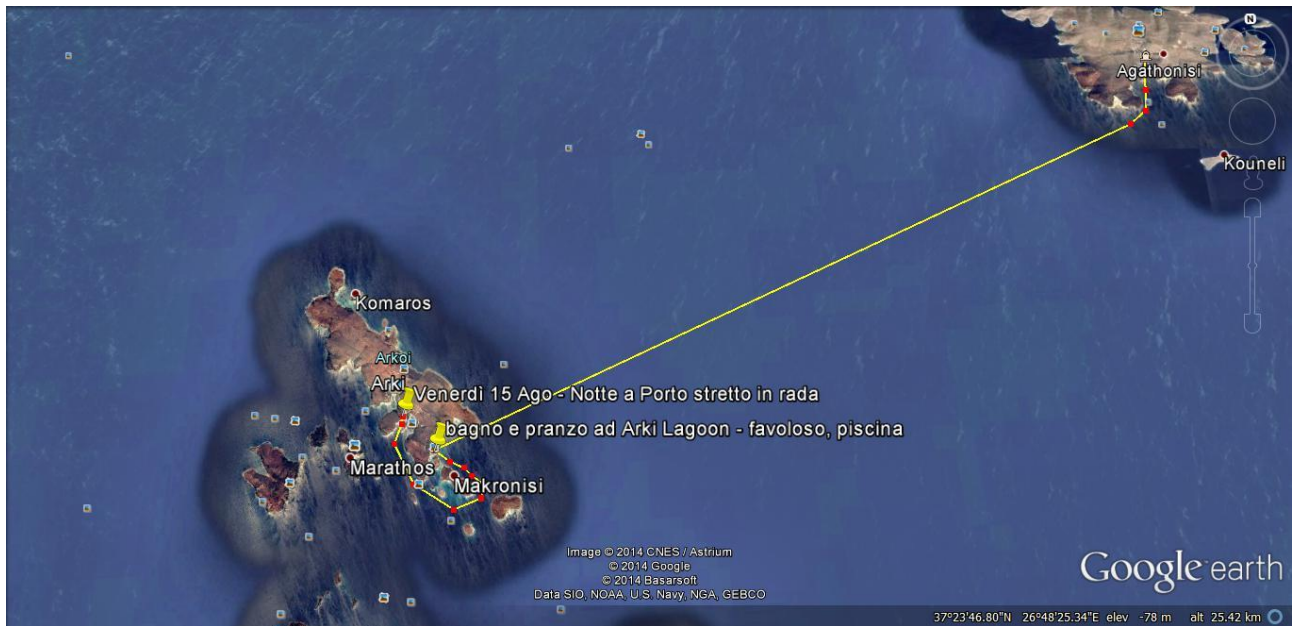 N
Agathonisi
Kouneli
Komaros
Arkoi
Arki
Venerdì 15 Ago - Notte a Porto stretto in rada
bagno e pranzo ad Arki Lagoon - favoloso, piscina
Marathos
Makronisi
Image © 2014 CNES / Astrium
© 2014 Google
© 2014 Basarsoft
Data SIO, NOAA, U.S. Navy, NGA, GEBCO
Google earth
37°23'46.80"N 26°48'25.34"E elev -78 m alt 25.42 km